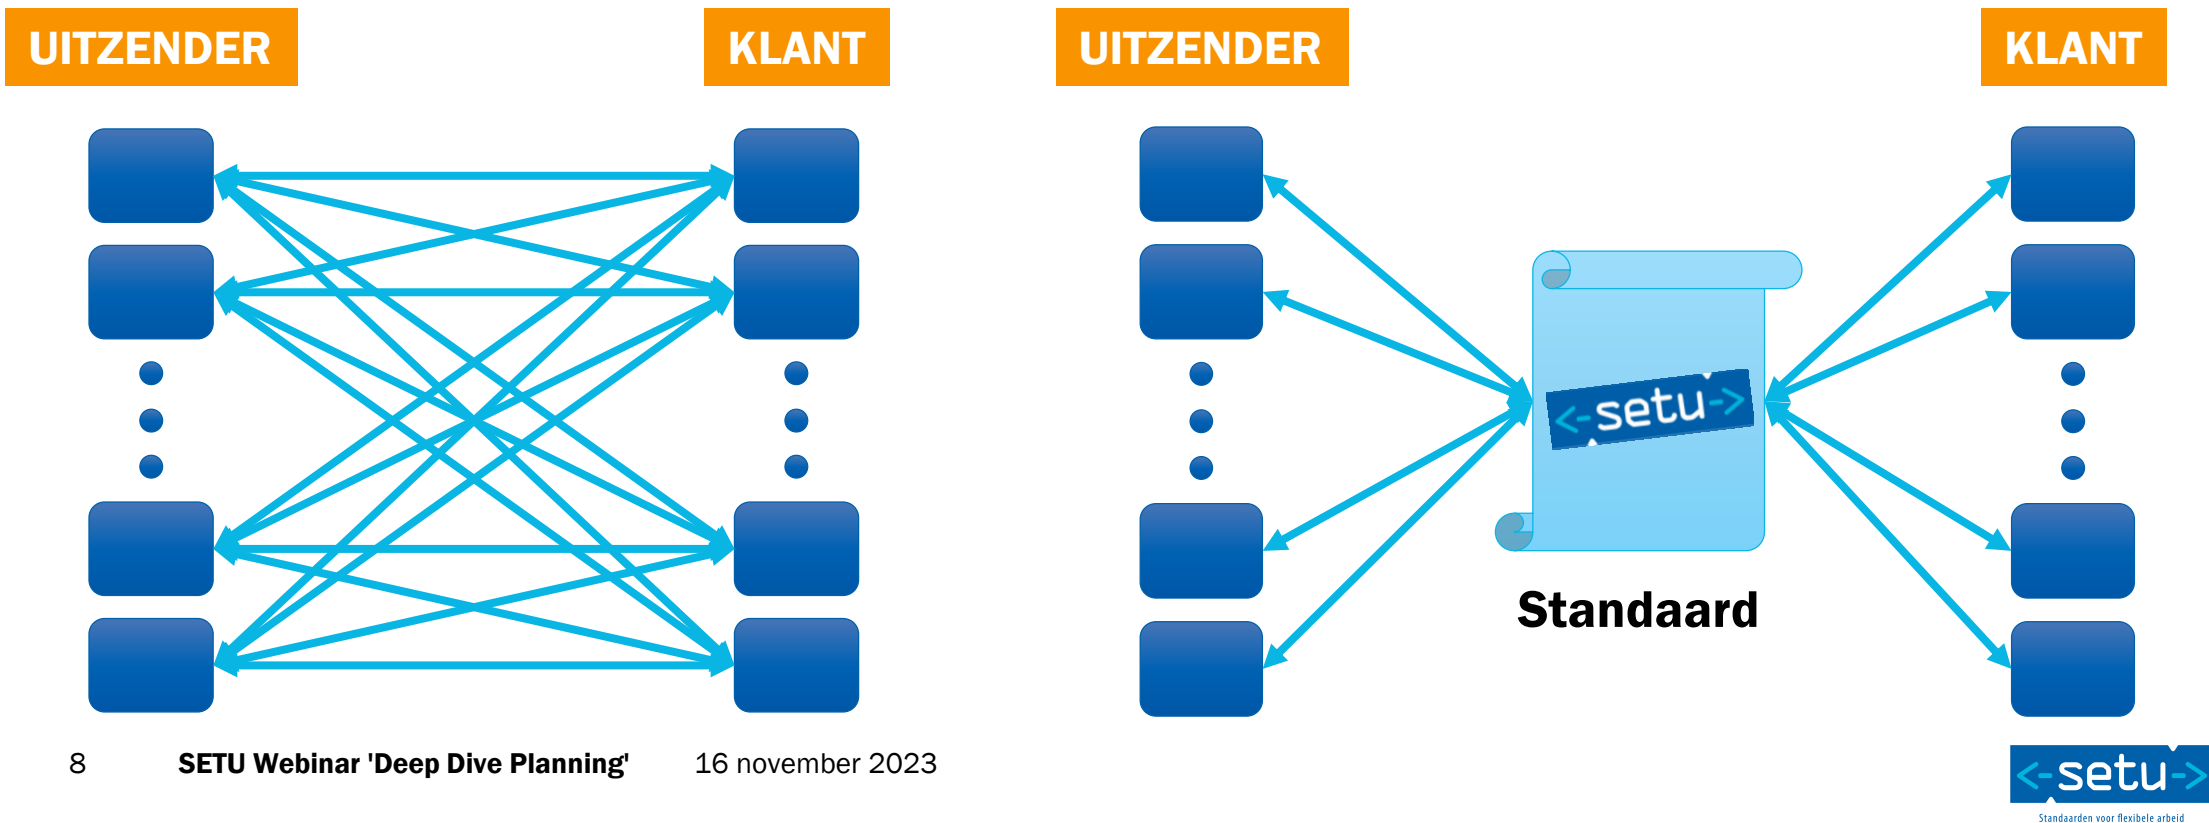 UITZENDER KLANT UITZENDER KLANT
<-setu->
Standaard
8 SETU Webinar 'Deep Dive Planning' 16 november 2023
<-setu->
Standaarden voor flexibele arbeid